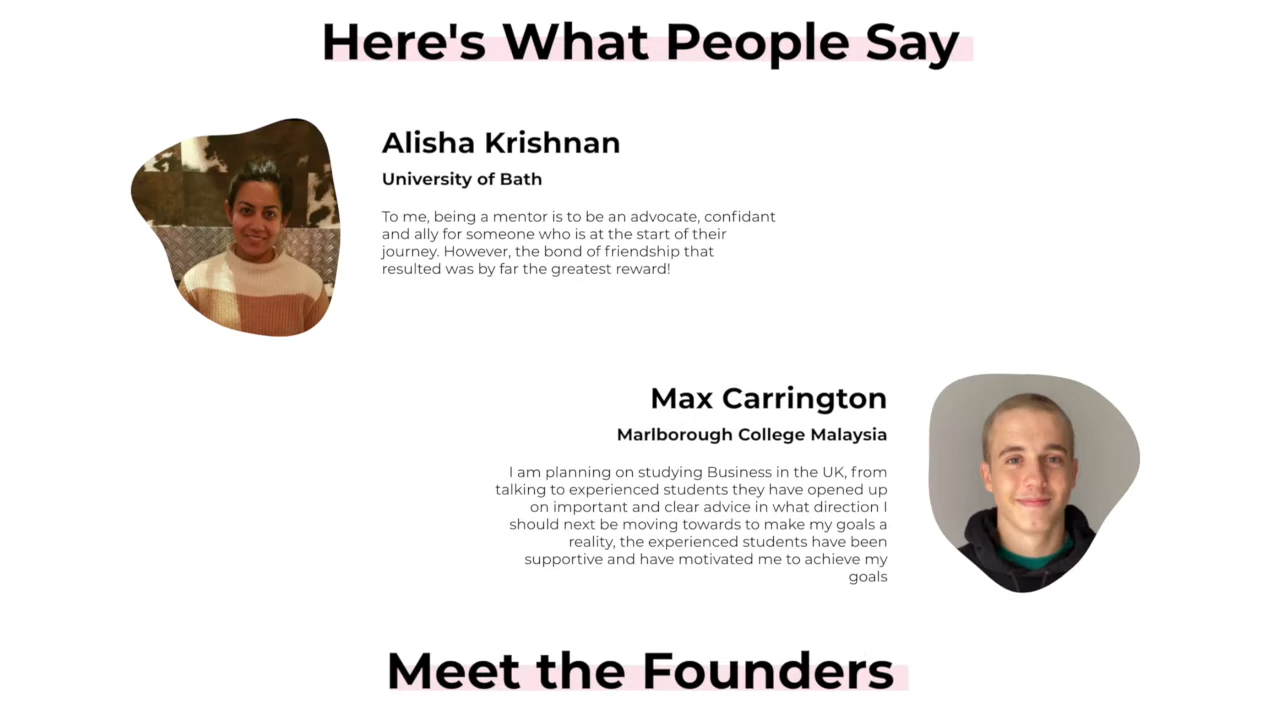 Here's What People Say
Alisha Krishnan
University of Bath
To me, being a mentor is to be an advocate, confidant
and ally for someone who is at the start of their
journey. However, the bond of friendship that
resulted was by far the greatest reward!
Max Carrington
Marlborough College Malaysia
I am planning on studying Business in the UK, from
talking to experienced students they have opened up
on important and clear advice in what direction I
should next be moving towards to make my goals a
reality, the experienced students have been
supportive and have motivated me to achieve my
goals
Meet the Founders